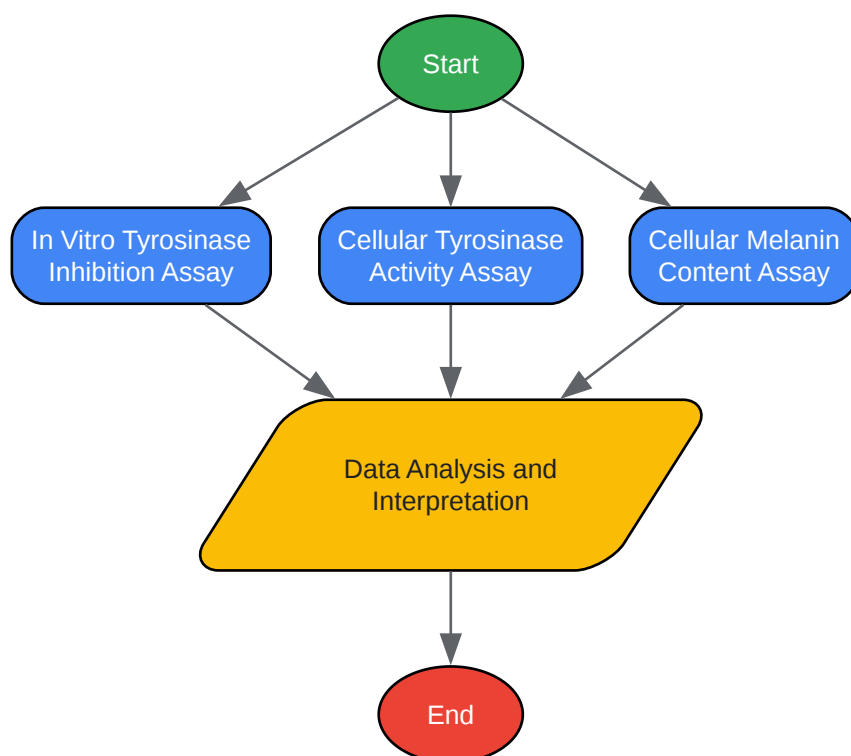 Start
In Vitro Tyrosinase
Inhibition Assay
Cellular Tyrosinase
Activity Assay
Cellular Melanin
Content Assay
Data Analysis and
Interpretation
End